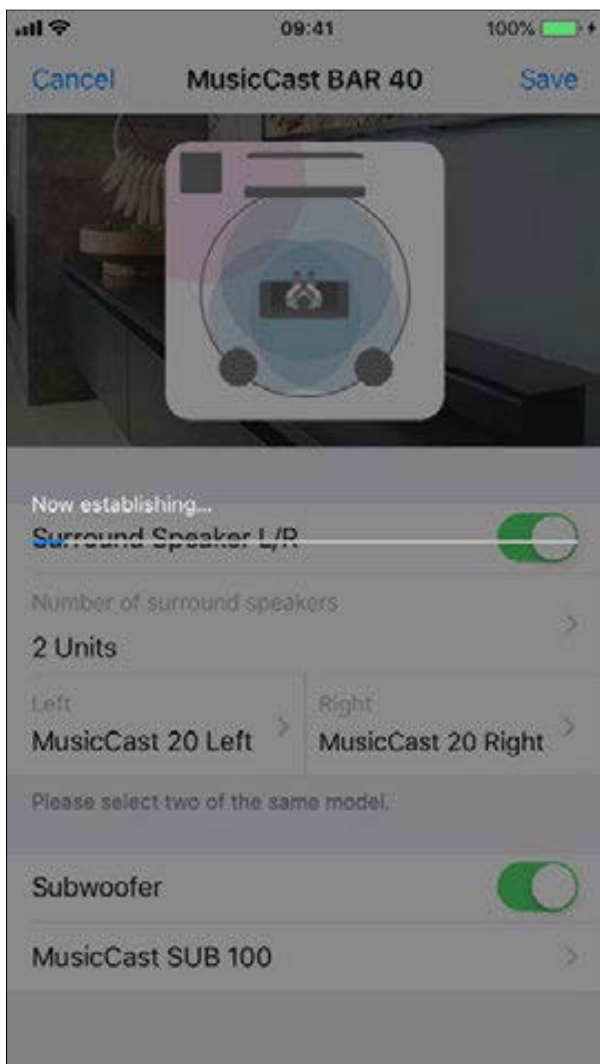 09:41 100%
Cancel MusicCast BAR 40 Save
Now establishing...
Surround Speaker L/R
Number of surround speakers
2 Units
Left Right
MusicCast 20 Left MusicCast 20 Right
Please select two of the same model.
Subwoofer
MusicCast SUB 100